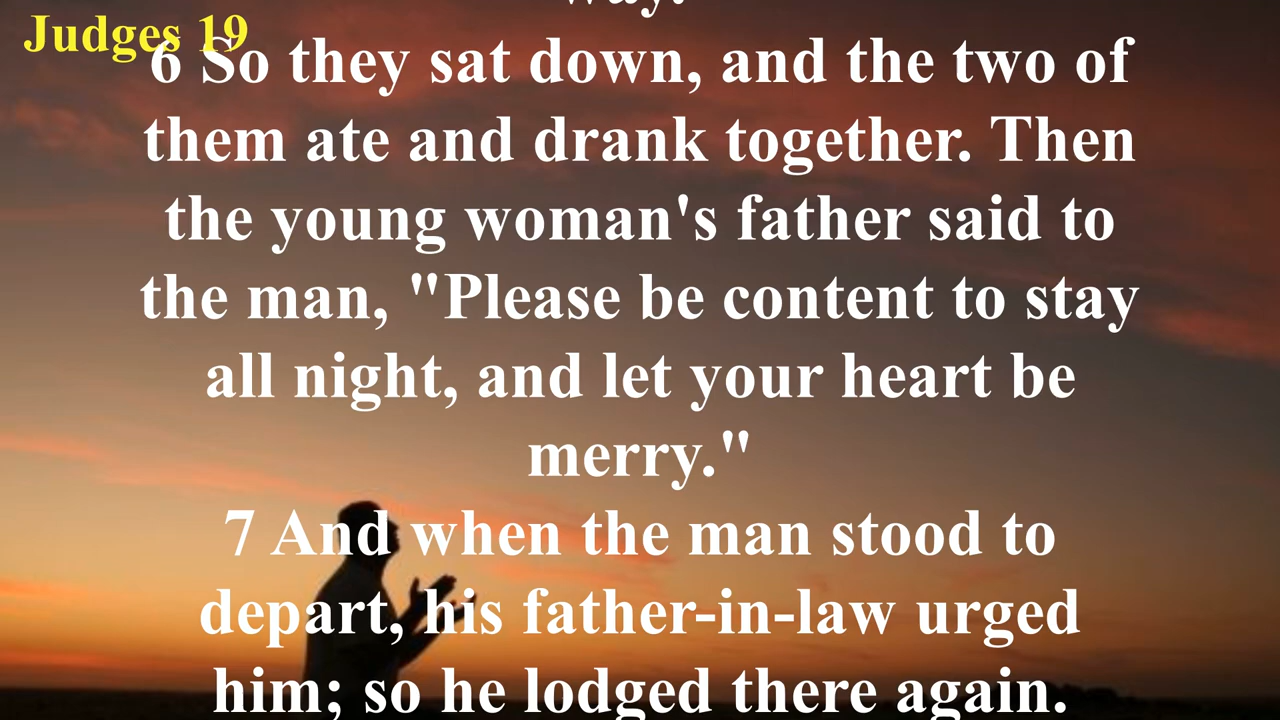 way."
Judges 19
6 So they sat down, and the two of
them ate and drank together. Then
the young woman's father said to
the man, "Please be content to stay
all night, and let your heart be
merry."
7 And when the man stood to
depart, his father-in-law urged
him; so he lodged there again.